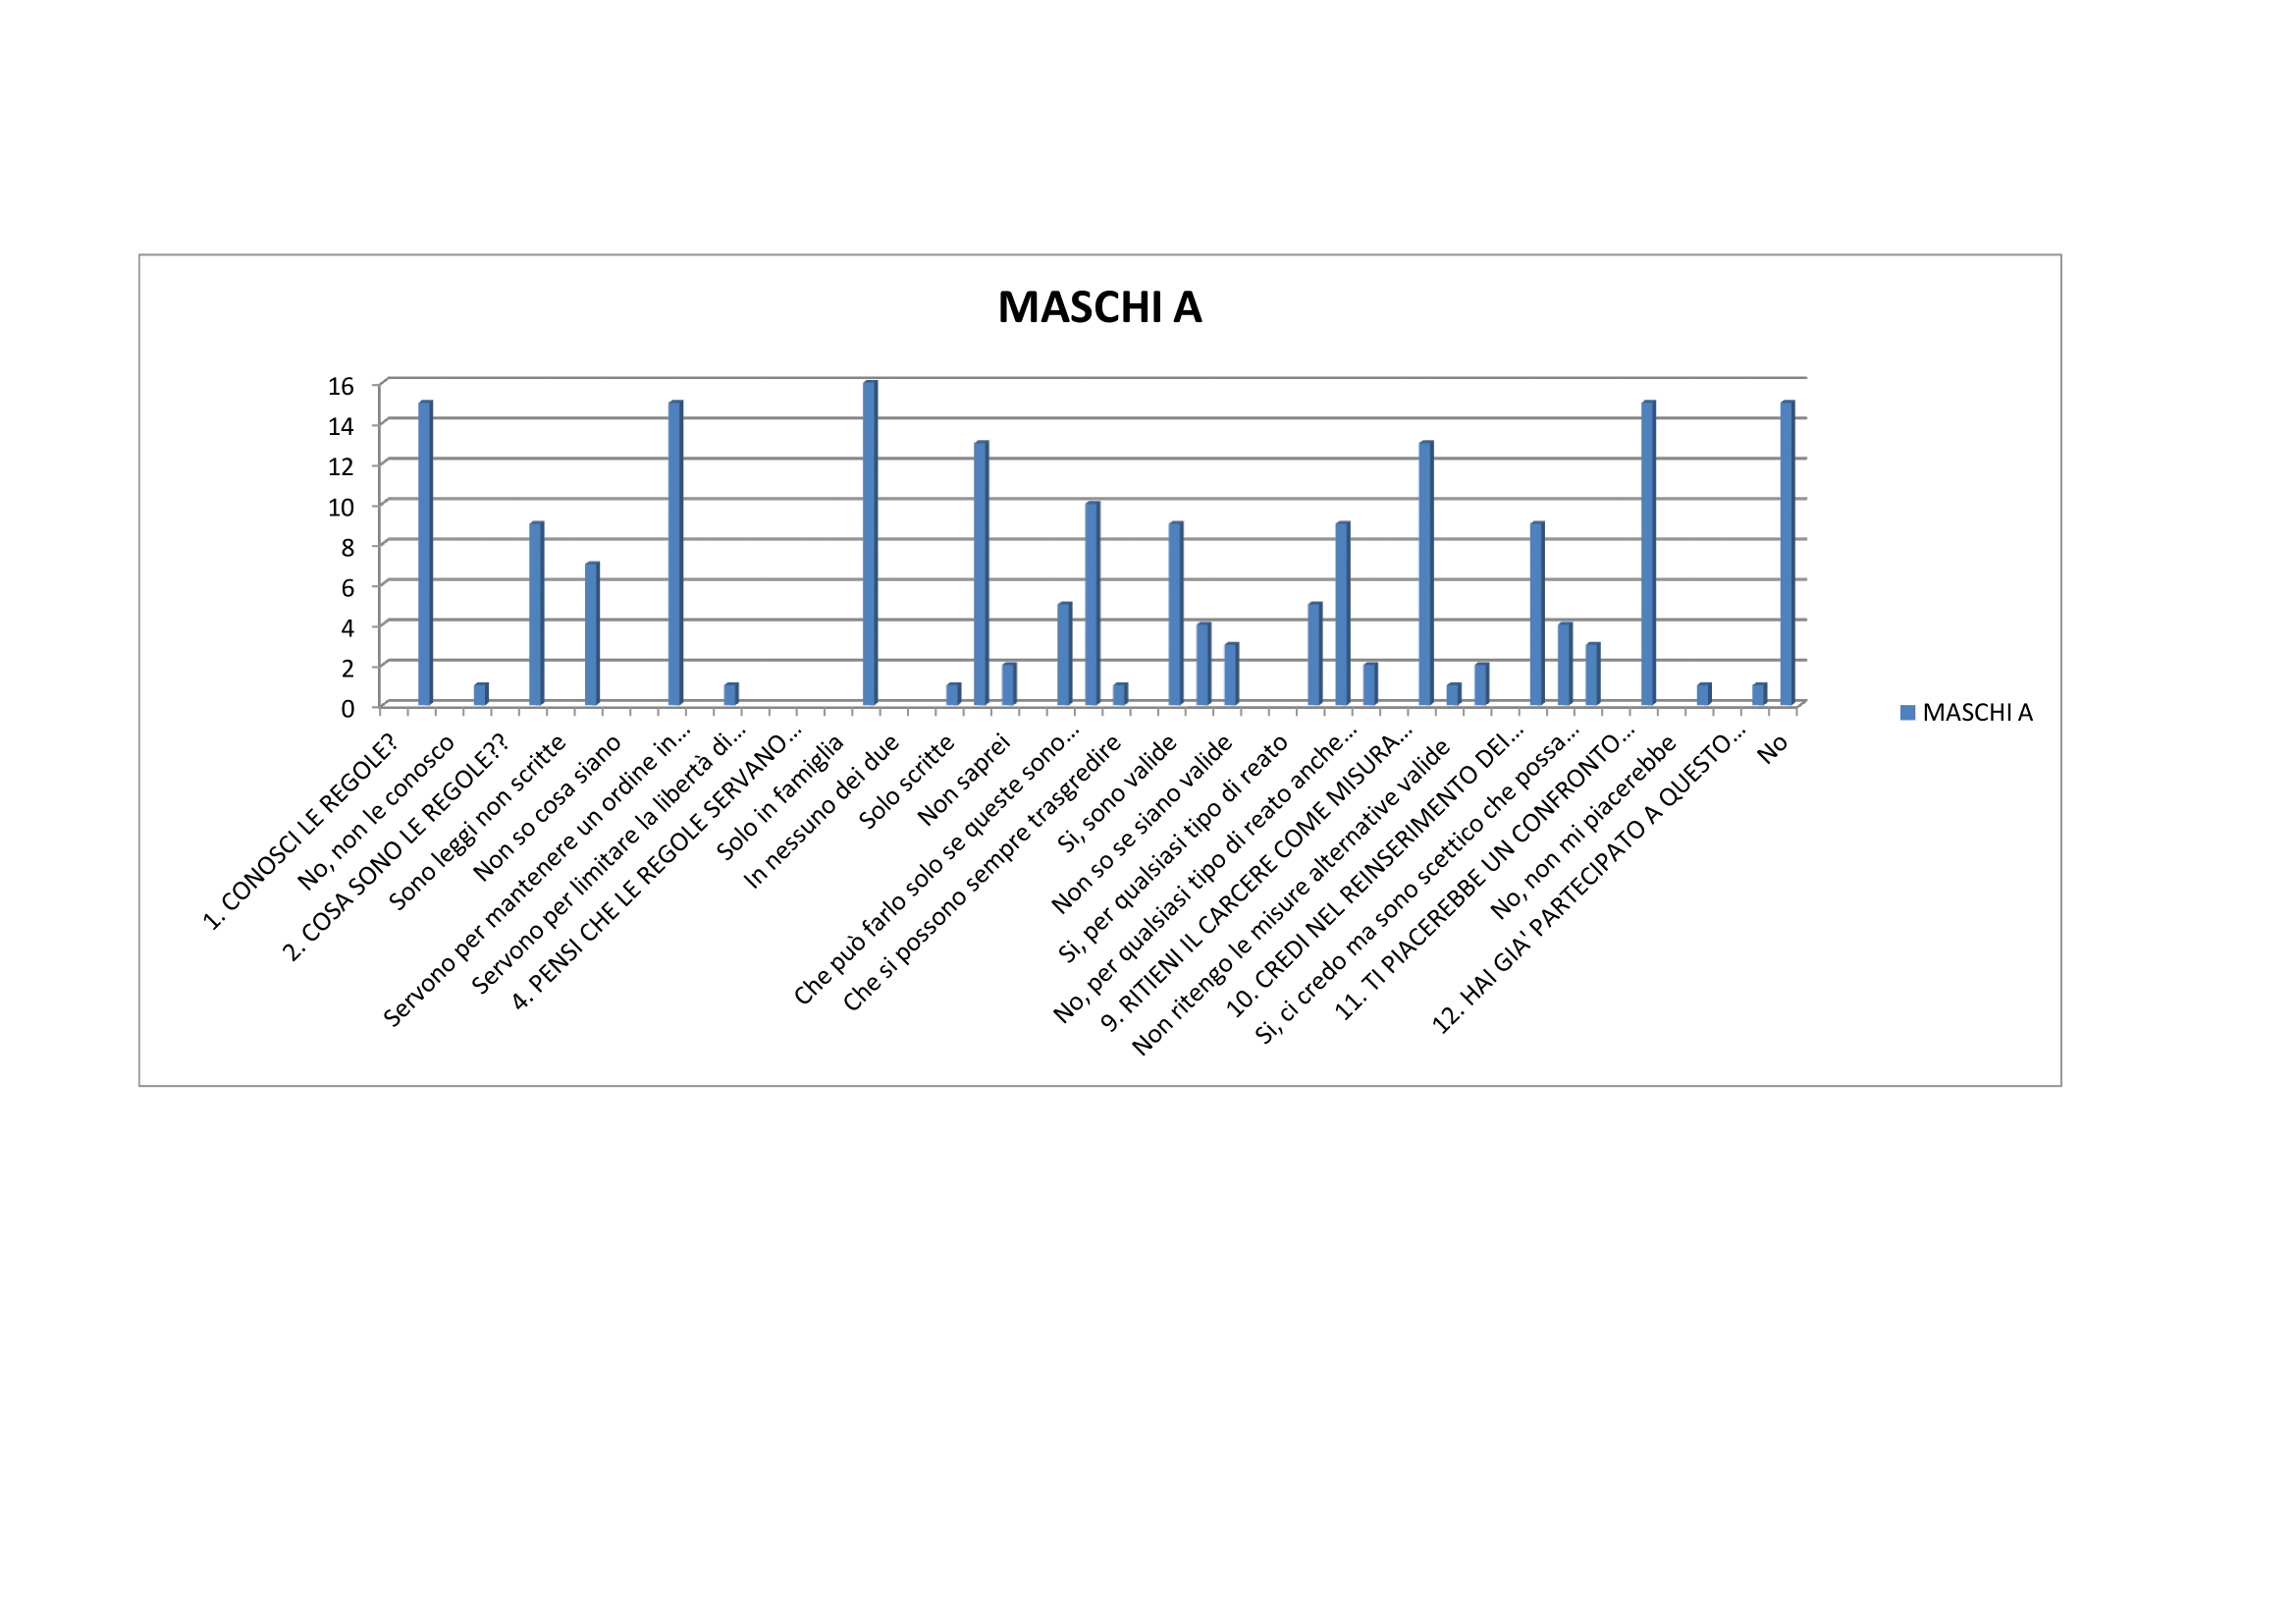 MASCHI A
16
14
12
10
8
6
4
2
0
MASCHI A
1. CONOSCI LE REGOLE?
No, non le conosco
2. COSA SONO LE REGOLE??
Sono leggi non scritte
Non so cosa siano
Servono per mantenere un ordine in...
Servono per limitare la libertà di...
4. PENSI CHE LE REGOLE SERVANO...
Solo in famiglia
In nessuno dei due
Solo scritte
Non saprei
Che può farlo solo se queste sono...
Che si possono sempre trasgredire
Si, sono valide
Non so se siano valide
Si, per qualsiasi tipo di reato
No, per qualsiasi tipo di reato anche...
9. RITIENI IL CARCERE COME MISURA...
Non ritengo le misure alternative valide
10. CREDI NEL REINSERIMENTO DEI...
Si, ci credo ma sono scettico che possa...
11. TI PIACEREBBE UN CONFRONTO...
No, non mi piacerebbe
12. HAI GIA' PARTECIPATO A QUESTO...
No